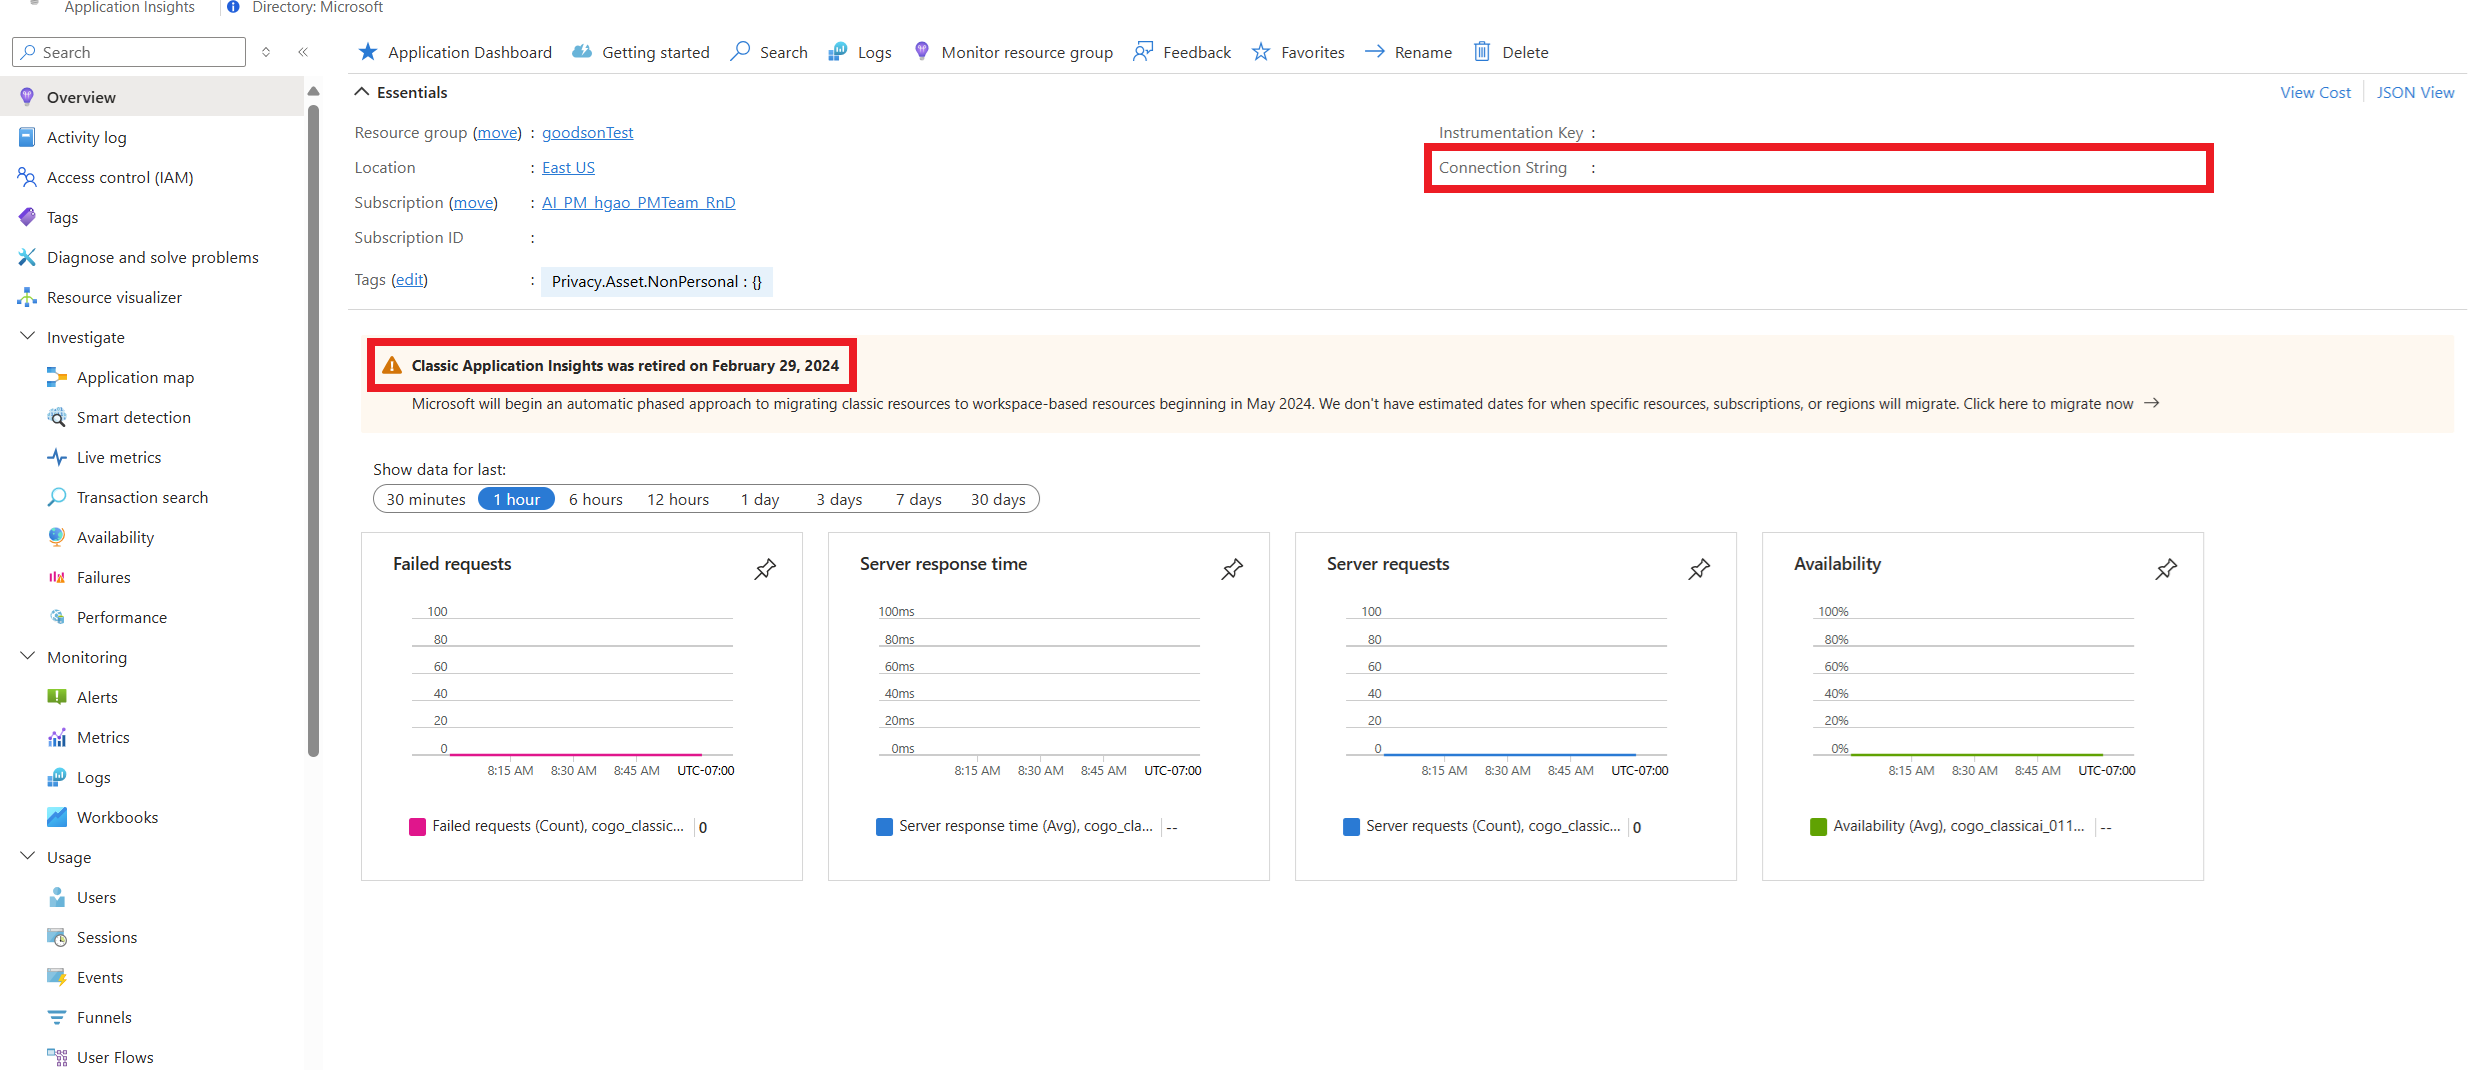 Application Insights
Directory: Microsoft
Search
Application Dashboard
Getting started
Search
Logs
Monitor resource group
Feedback
Favorites
Rename
Delete
Overview
Activity log
Access control (IAM)
Tags
Diagnose and solve problems
Resource visualizer
Investigate
Application map
Smart detection
Live metrics
Transaction search
Availability
Failures
Performance
Monitoring
Alerts
Metrics
Logs
Workbooks
Usage
Users
Sessions
Events
Funnels
User Flows
Essentials
View Cost
JSON View
Resource group (move) : goodsonTest
Location : East US
Subscription (move) : AI_PM_hgao_PMTeam_RnD
Subscription ID :
Tags (edit) : Privacy.Asset.NonPersonal : {}
Instrumentation Key :
Connection String :
Classic Application Insights was retired on February 29, 2024
Microsoft will begin an automatic phased approach to migrating classic resources to workspace-based resources beginning in May 2024. We don't have estimated dates for when specific resources, subscriptions, or regions will migrate. Click here to migrate now →
Show data for last:
30 minutes 1 hour 6 hours 12 hours 1 day 3 days 7 days 30 days
Failed requests
100
80
60
40
20
0
8:15 AM 8:30 AM 8:45 AM UTC-07:00
Failed requests (Count), cogo_classic... 0
Server response time
100ms
80ms
60ms
40ms
20ms
0ms
8:15 AM 8:30 AM 8:45 AM UTC-07:00
Server response time (Avg), cogo_cla... --
Server requests
100
80
60
40
20
0
8:15 AM 8:30 AM 8:45 AM UTC-07:00
Server requests (Count), cogo_classic... 0
Availability
100%
80%
60%
40%
20%
0%
8:15 AM 8:30 AM 8:45 AM UTC-07:00
Availability (Avg), cogo_classicai_011... --